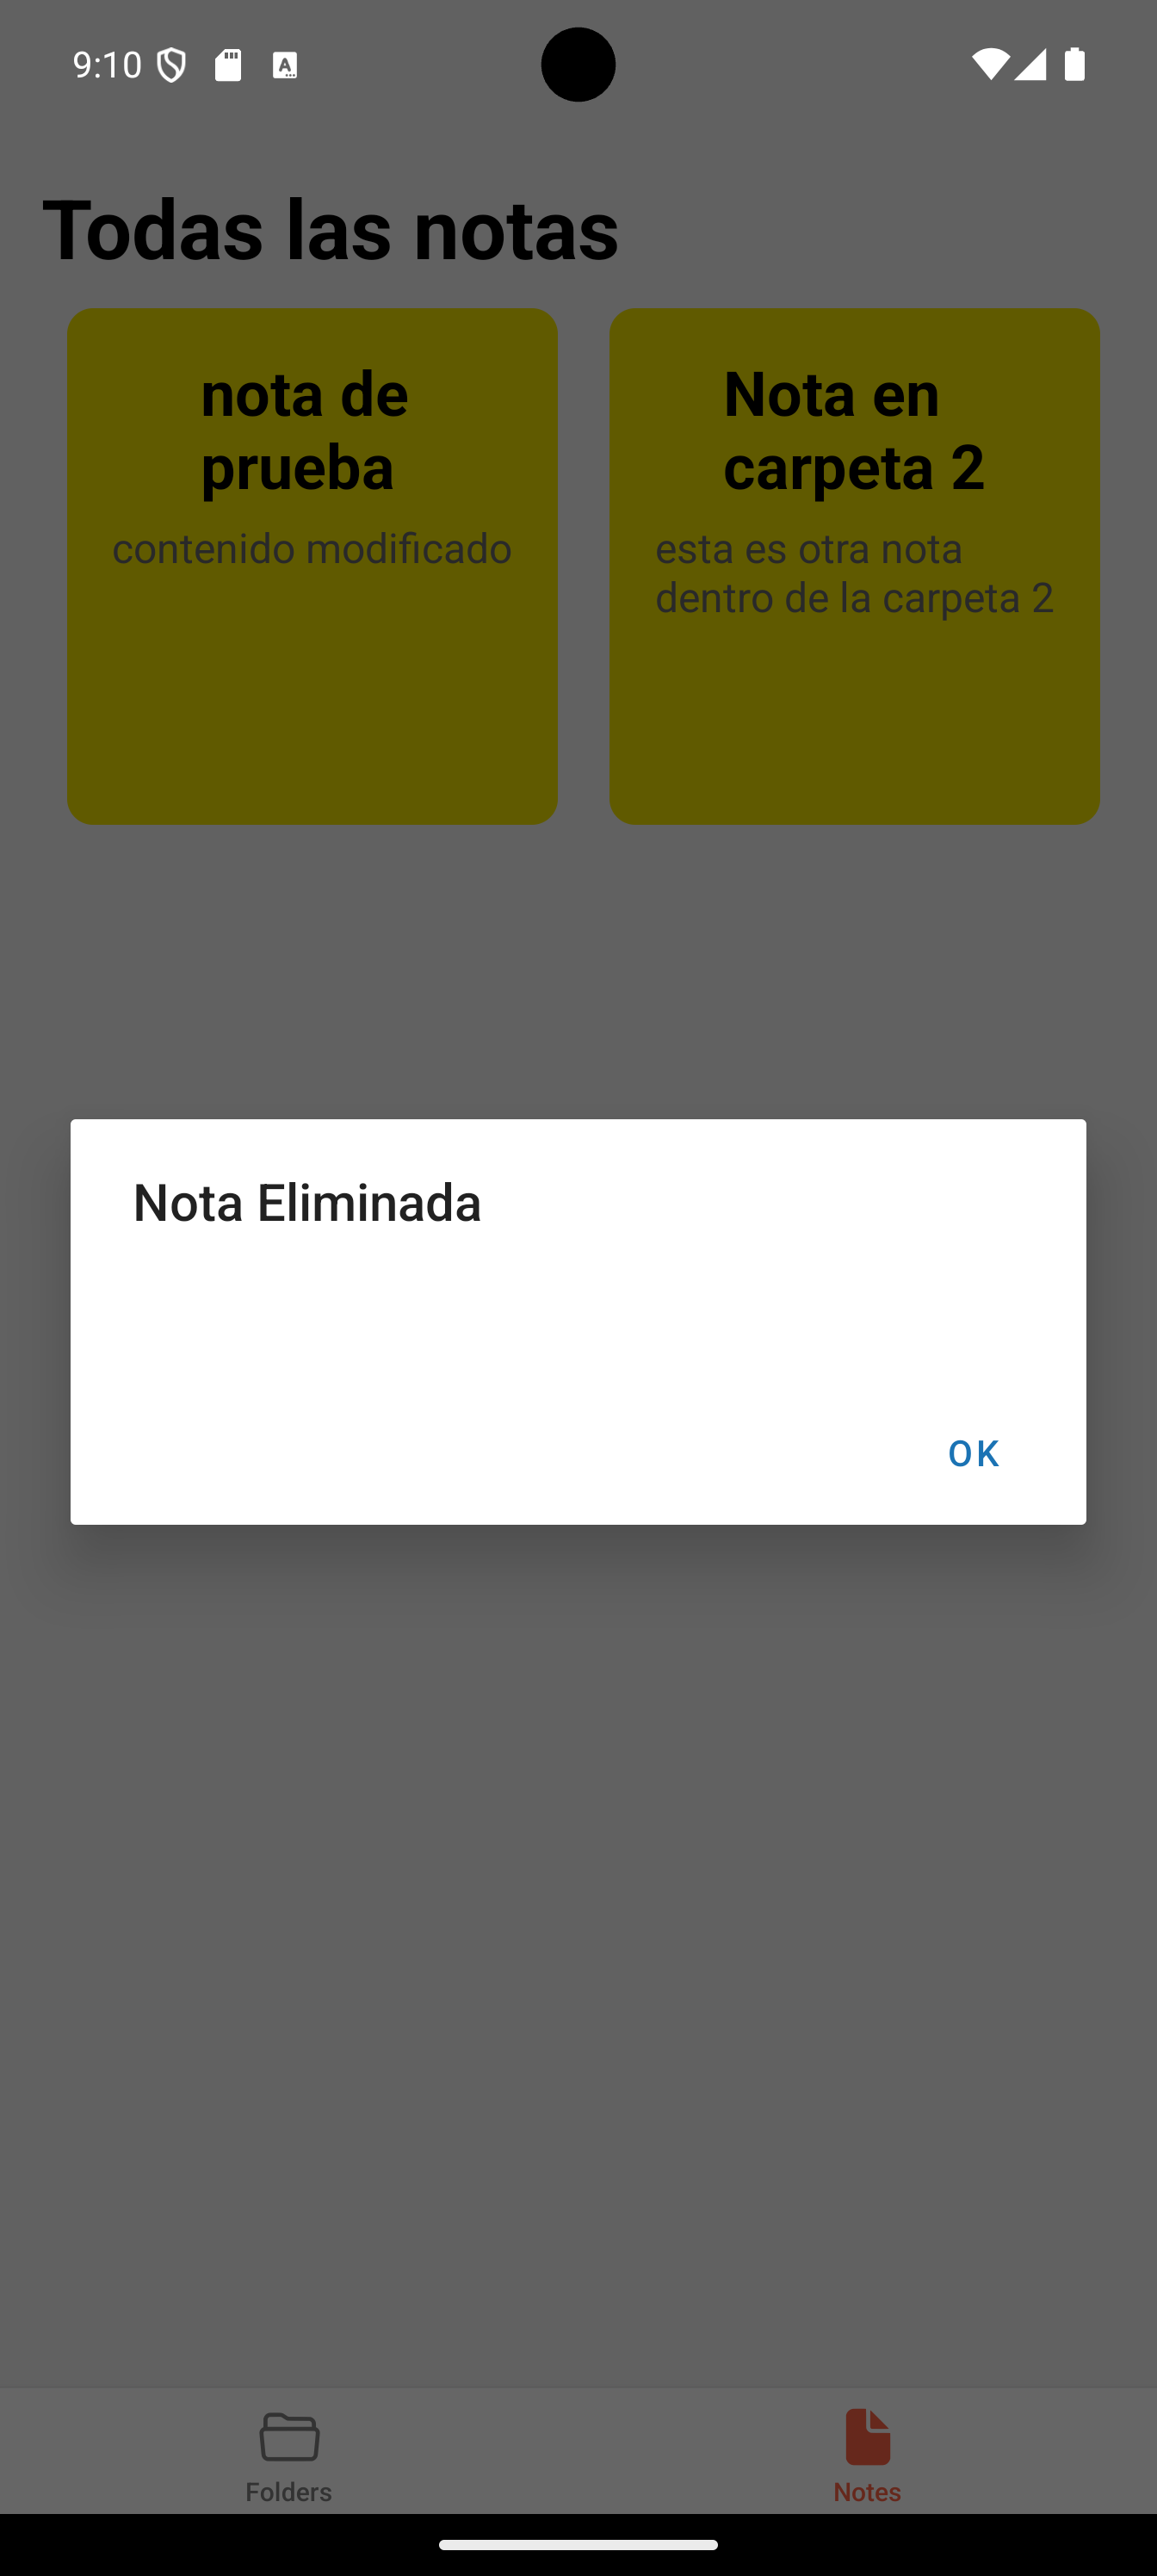 9:10
Todas las notas
nota de
prueba
contenido modificado
Nota en
carpeta 2
esta es otra nota
dentro de la carpeta 2
Nota Eliminada
OK
Folders
Notes